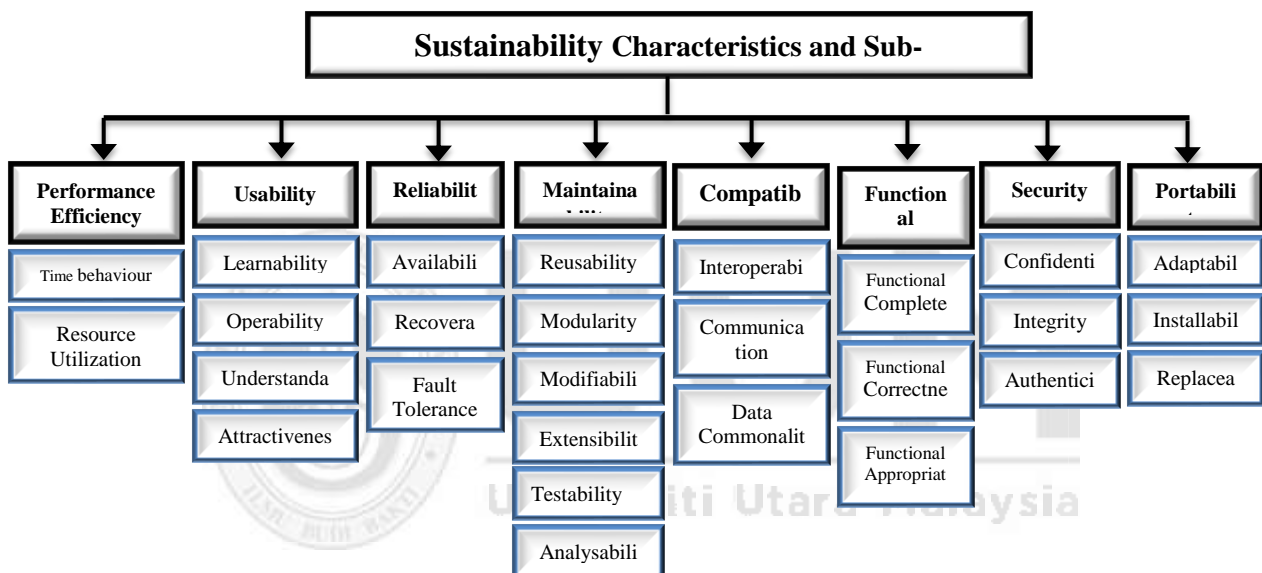 Sustainability Characteristics and Sub-
Performance
Efficiency
Time behaviour
Resource
Utilization
Usability
Learnability
Operability
Understanda
Attractivenes
Reliabilit
Availabili
Recovera
Fault
Tolerance
Maintaina
Reusability
Modularity
Modifiabili
Extensibilit
Testability
Analysabili
Compatib
Interoperabi
Communica
tion
Data
Commonalit
Function
al
Functional
Complete
Functional
Correctne
Functional
Appropriat
Security
Confidenti
Integrity
Authentici
Portabili
Adaptabil
Installabil
Replacea
Utara Malaysia
BUDI BAKTI